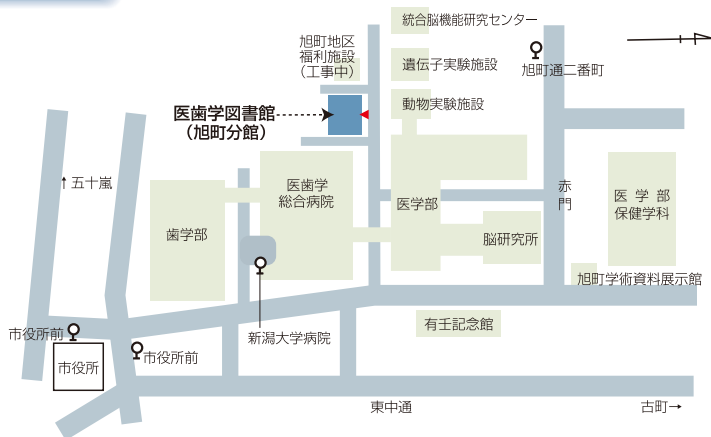 統合脳機能研究センター
旭町地区
福利施設
（工事中）
遺伝子実験施設
旭町通二番町
動物実験施設
医歯学図書館
（旭町分館）
↑五十嵐
医歯学
総合病院
歯学部
医学部
赤
門
医学部
保健学科
脳研究所
旭町学術資料展示館
有壬記念館
市役所前
新潟大学病院
市役所前
市役所
東中通
古町→